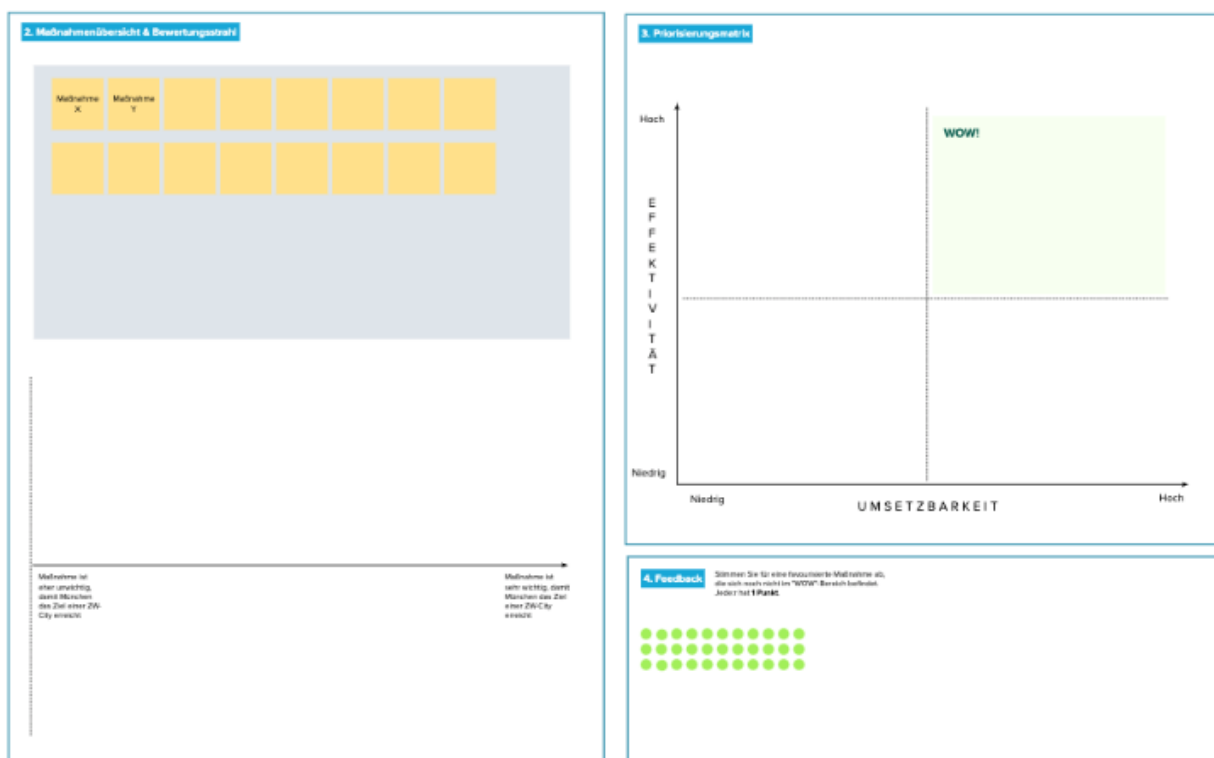 2. Maßnahmenübersicht & Bewertungsstrahl
Maßnahme
X
Maßnahme
Y
Maßnahme ist
eher unwichtig,
damit München
das Ziel einer ZW-
City erreicht
Maßnahme ist
sehr wichtig, damit
München das Ziel
einer ZW-City
erreicht
3. Priorisierungsmatrix
Hoch
WOW!
E
F
F
E
K
T
I
V
I
T
Ä
T
Niedrig
Niedrig
UMSETZBARKEIT
Hoch
4. Feedback
Stimmen Sie für eine favourisierte Maßnahme ab,
die sich noch nicht im "WOW"-Bereich befindet.
Jede:r hat 1 Punkt.